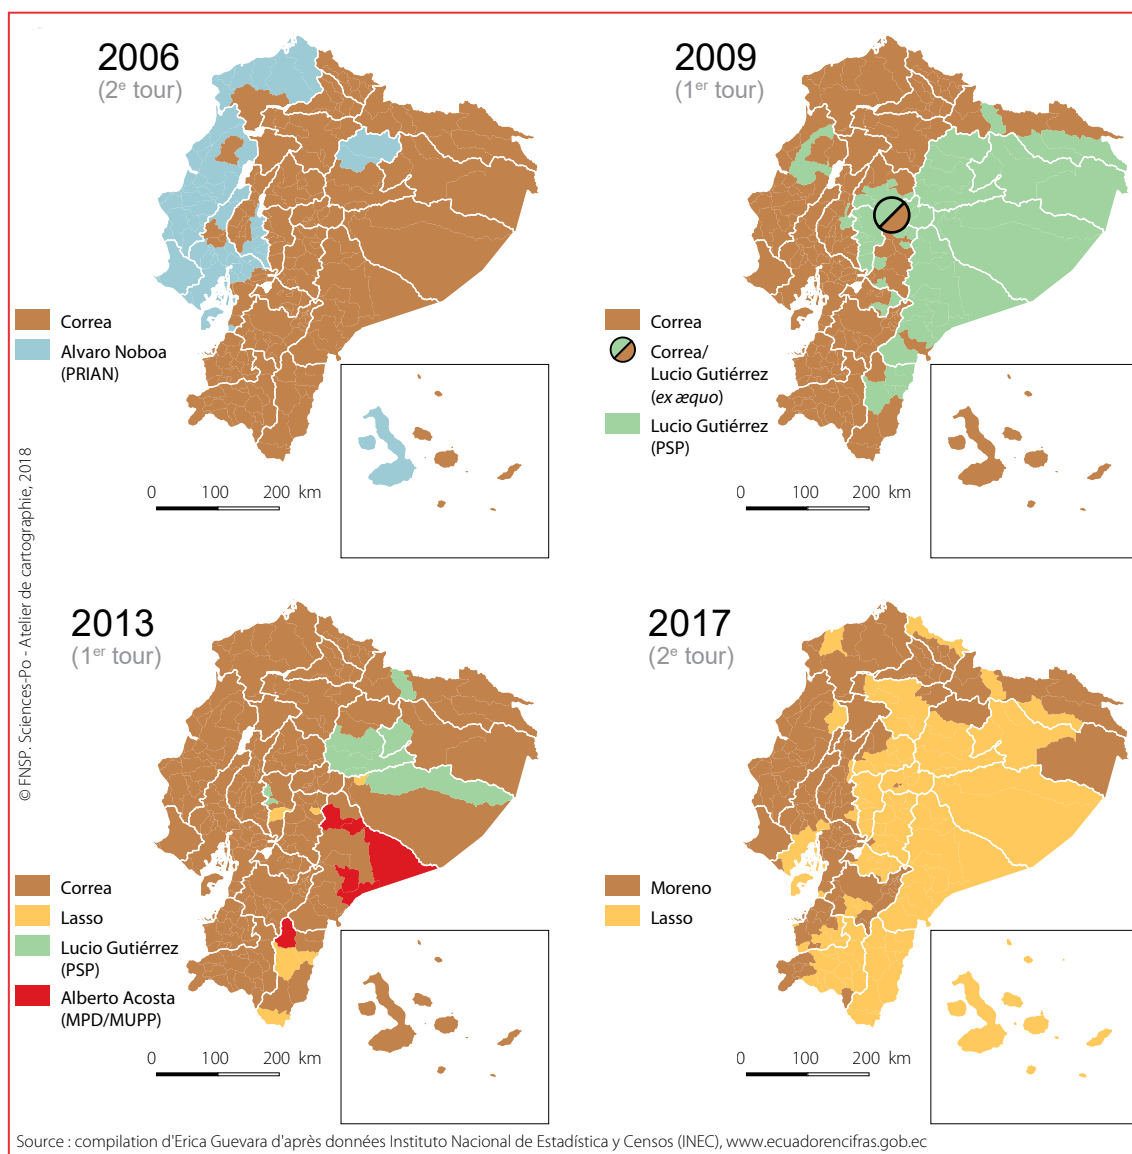 2006
(2e tour)
Correa
Alvaro Noboa
(PRIAN)
0 100 200 km
2009
(1er tour)
Correa
Correa/
Lucio Gutiérrez
(ex æquo)
Lucio Gutiérrez
(PSP)
0 100 200 km
© FNSP. Sciences-Po - Atelier de cartographie, 2018
2013
(1er tour)
Correa
Lasso
Lucio Gutiérrez
(PSP)
Alberto Acosta
(MPD/MUPP)
0 100 200 km
2017
(2e tour)
Moreno
Lasso
0 100 200 km
Source : compilation d'Erica Guevara d'après données Instituto Nacional de Estadística y Censos (INEC), www.ecuadorencifras.gob.ec